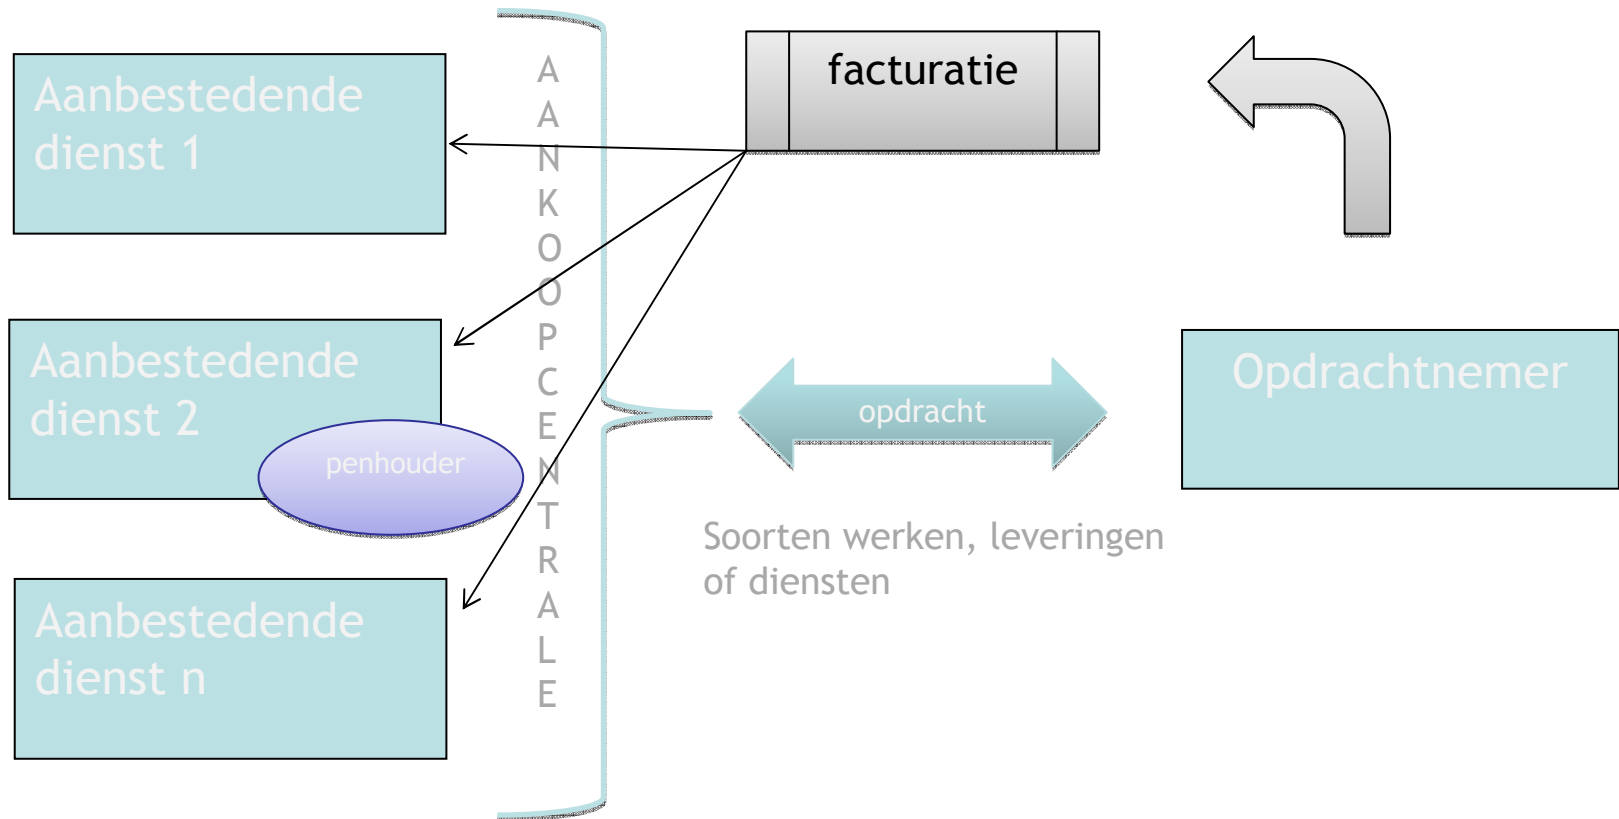 Aanbestedende
dienst 1
Aanbestedende
dienst 2
penhouder
Aanbestedende
dienst n
A
A
N
K
O
O
P
C
E
N
T
R
A
L
E
facturatie
opdracht
Soorten werken, leveringen
of diensten
Opdrachtnemer